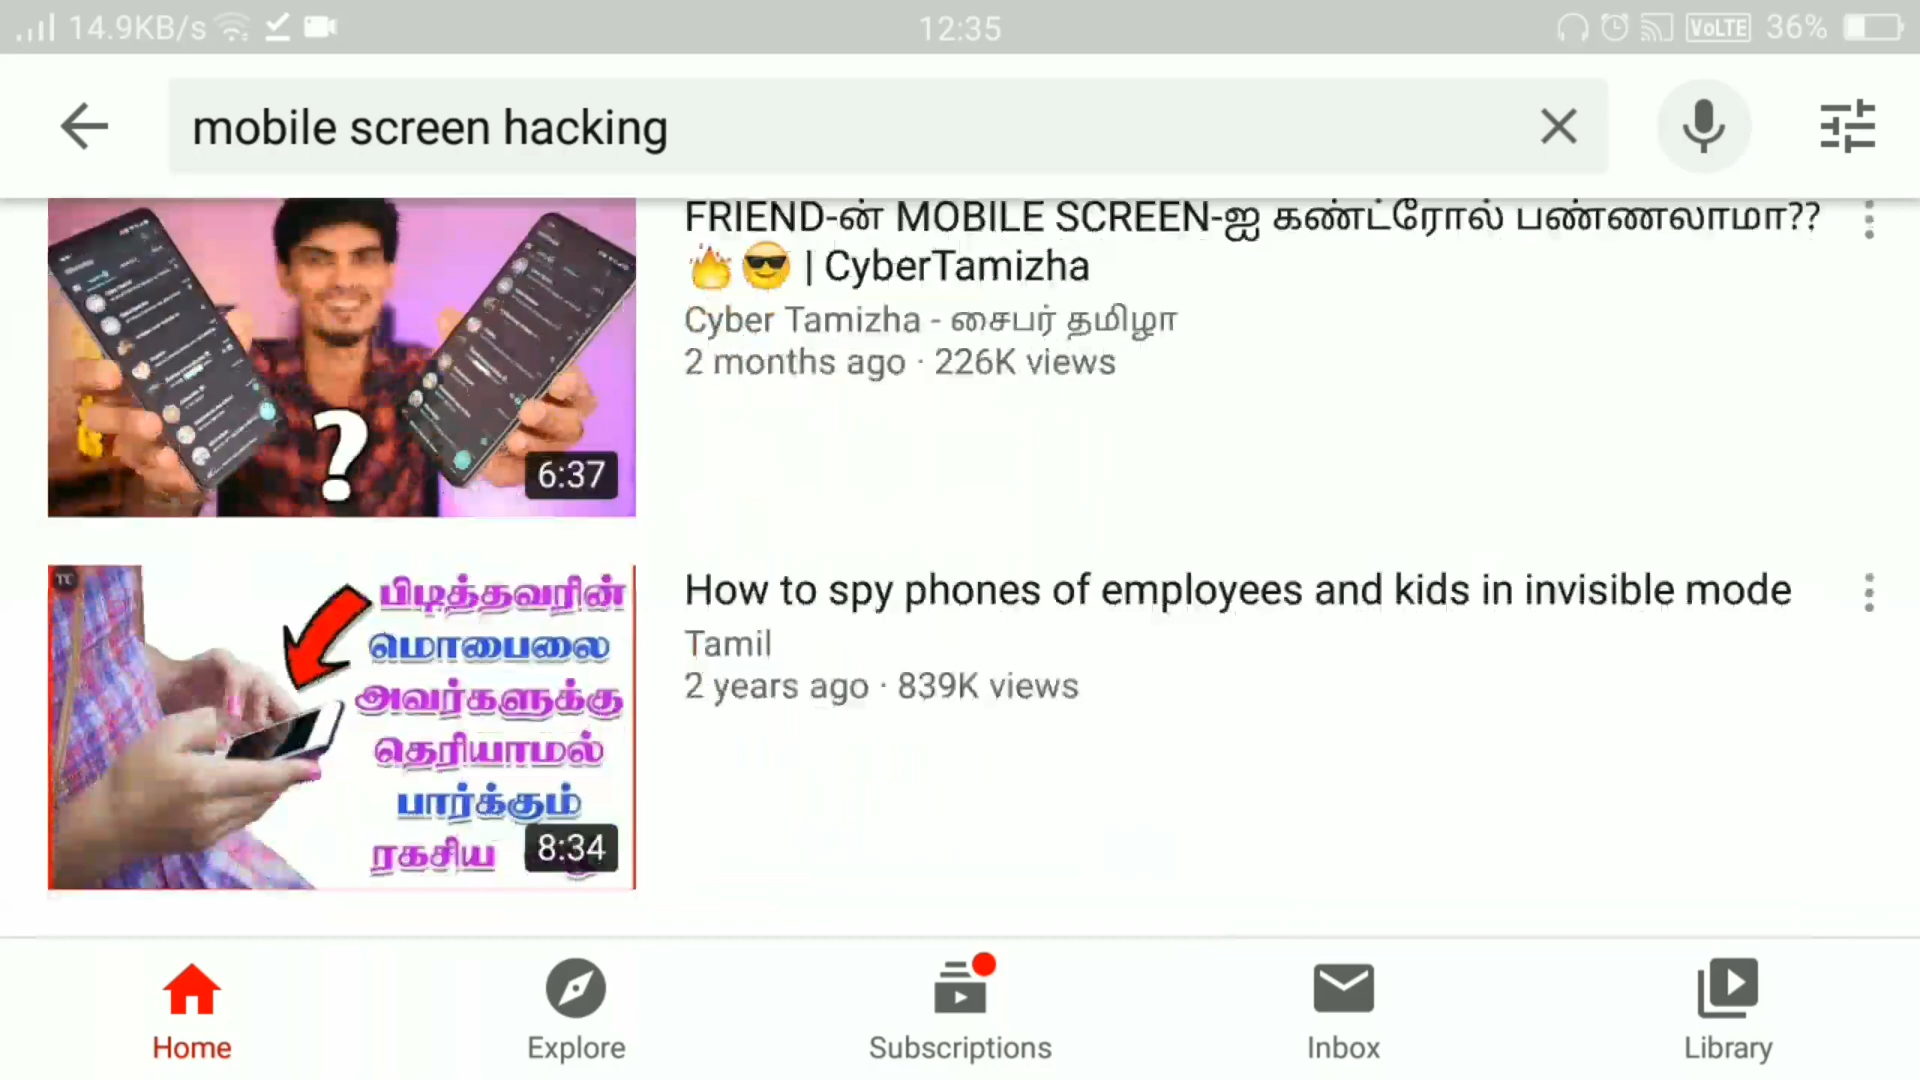 14.9KB/s 12:35 VoLTE 36%
mobile screen hacking
FRIEND-ன் MOBILE SCREEN-ஐ கண்ட்ரோல் பண்ணலாமா??
🔥😎 | CyberTamizha
Cyber Tamizha - சைபர் தமிழா
2 months ago · 226K views
?
6:37
TC
பிடித்தவரின்
மொபைலை
அவர்களுக்கு
தெரியாமல்
பார்க்கும்
ரகசிய
8:34
How to spy phones of employees and kids in invisible mode
Tamil
2 years ago · 839K views
Home Explore Subscriptions Inbox Library